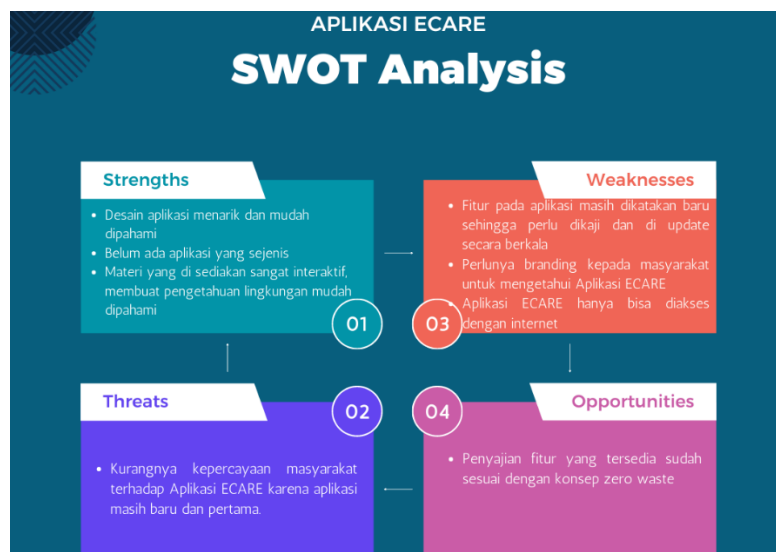 APLIKASI ECARE
SWOT Analysis
Strengths
• Desain aplikasi menarik dan mudah
dipahami
• Belum ada aplikasi yang sejenis
• Materi yang di sediakan sangat interaktif,
membuat pengetahuan lingkungan mudah
dipahami
01
Weaknesses
• Fitur pada aplikasi masih dikatakan baru
sehingga perlu dikaji dan di update
secara berkala
• Perlunya branding kepada masyarakat
untuk mengetahui Aplikasi ECARE
• Aplikasi ECARE hanya bisa diakses
dengan internet
03
Threats
02
• Kurangnya kepercayaan masyarakat
terhadap Aplikasi ECARE karena aplikasi
masih baru dan pertama.
04
Opportunities
• Penyajian fitur yang tersedia sudah
sesuai dengan konsep zero waste